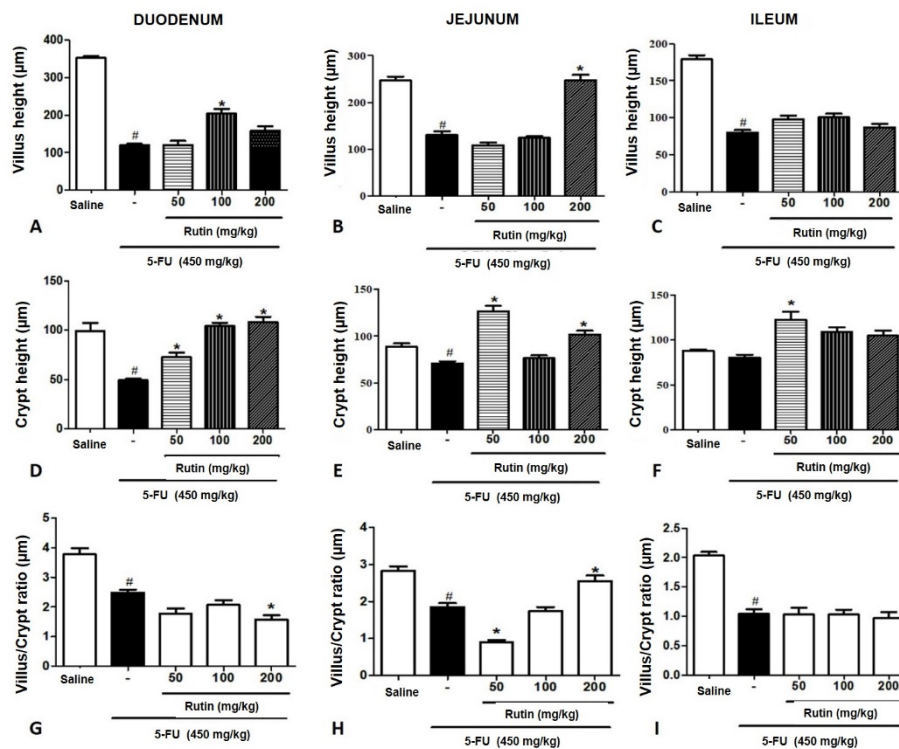 DUODENUM
JEJUNUM
ILEUM
Villus height (µm)
400
300
200
100
0
#
*
Saline
-
50
100
200
A
Rutin (mg/kg)
5-FU (450 mg/kg)
Villus height (µm)
300
200
100
0
#
*
Saline
-
50
100
200
B
Rutin (mg/kg)
5-FU (450 mg/kg)
Villus height (µm)
200
150
100
50
0
#
Saline
-
50
100
200
C
Rutin (mg/kg)
5-FU (450 mg/kg)
Crypt height (µm)
150
100
50
0
#
*
*
*
Saline
-
50
100
200
D
Rutin (mg/kg)
5-FU (450 mg/kg)
Crypt height (µm)
150
100
50
0
#
*
*
Saline
-
50
100
200
E
Rutin (mg/kg)
5-FU (450 mg/kg)
Crypt height (µm)
150
100
50
0
*
Saline
-
50
100
200
F
Rutin (mg/kg)
5-FU (450 mg/kg)
Villus/Crypt ratio (µm)
5
4
3
2
1
0
#
*
Saline
-
50
100
200
G
Rutin (mg/kg)
5-FU (450 mg/kg)
Villus/Crypt ratio (µm)
4
3
2
1
0
#
*
*
Saline
-
50
100
200
H
Rutin (mg/kg)
5-FU (450 mg/kg)
Villus/Crypt ratio (µm)
2.5
2.0
1.5
1.0
0.5
0.0
#
Saline
-
50
100
200
I
Rutin (mg/kg)
5-FU (450 mg/kg)